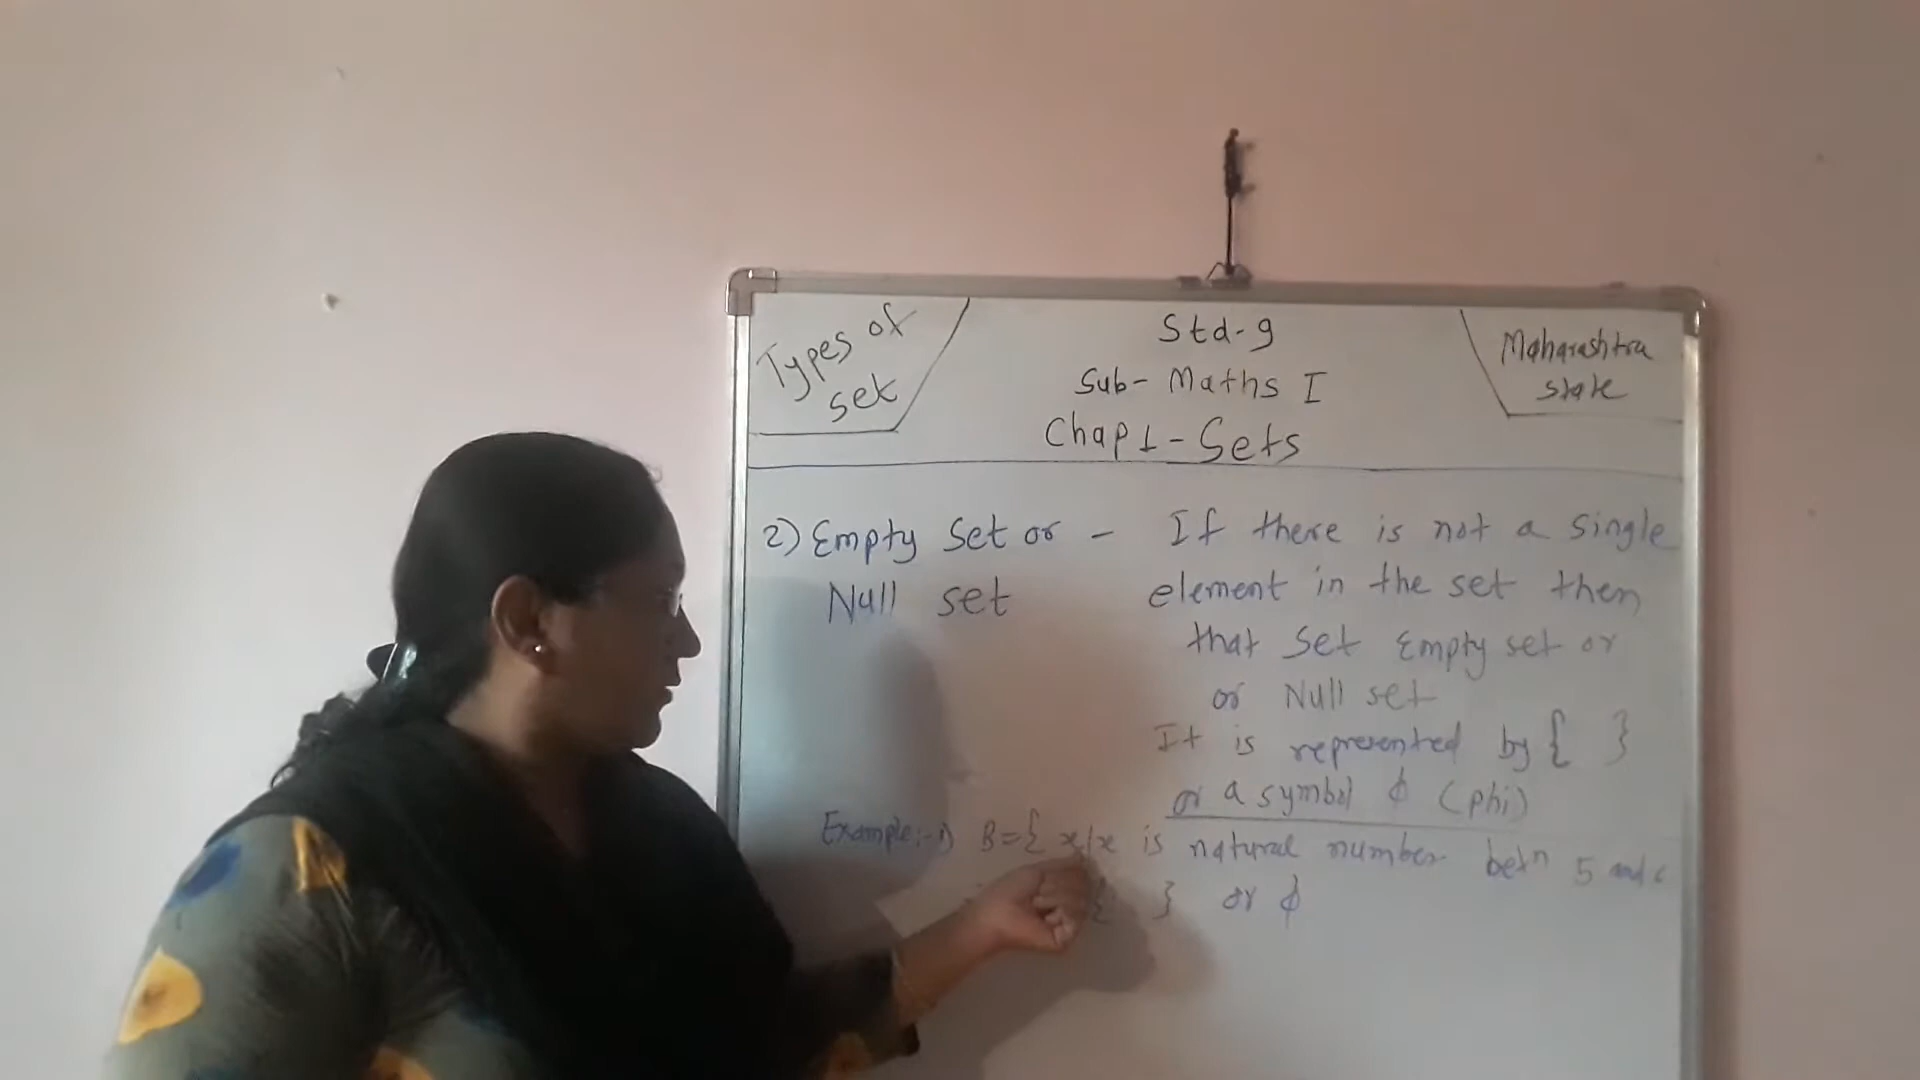 Types of
set
Std-9
Sub- Maths I
Chap 1 - Sets
Maharashtra
state
2) Empty Set or - If there is not a single
Null set element in the set then
that set Empty set or
or Null set
It is represented by { }
or a symbol ϕ (phi)
Example:-1) B={ x/x is natural number betn 5 and
{ } or ϕ